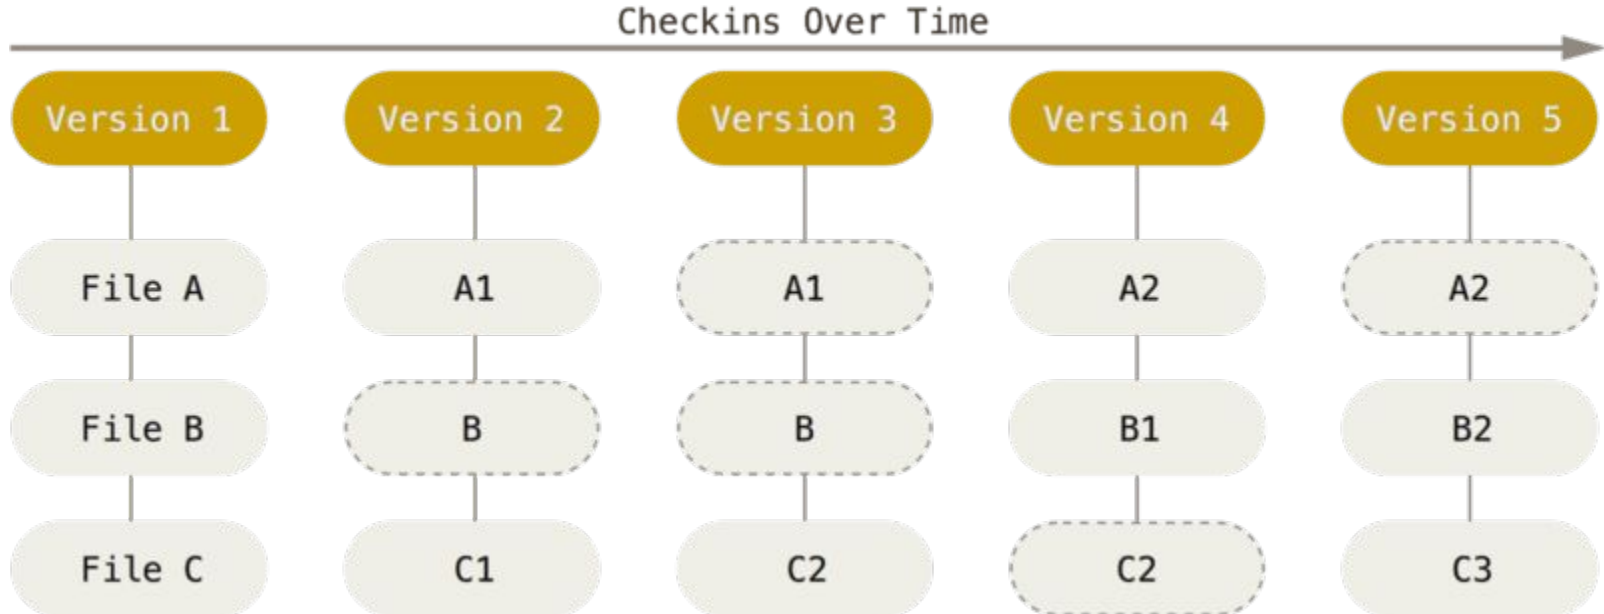 Checkins Over Time
Version 1 Version 2 Version 3 Version 4 Version 5
File A A1 A1 A2 A2
File B B B B1 B2
File C C1 C2 C2 C3